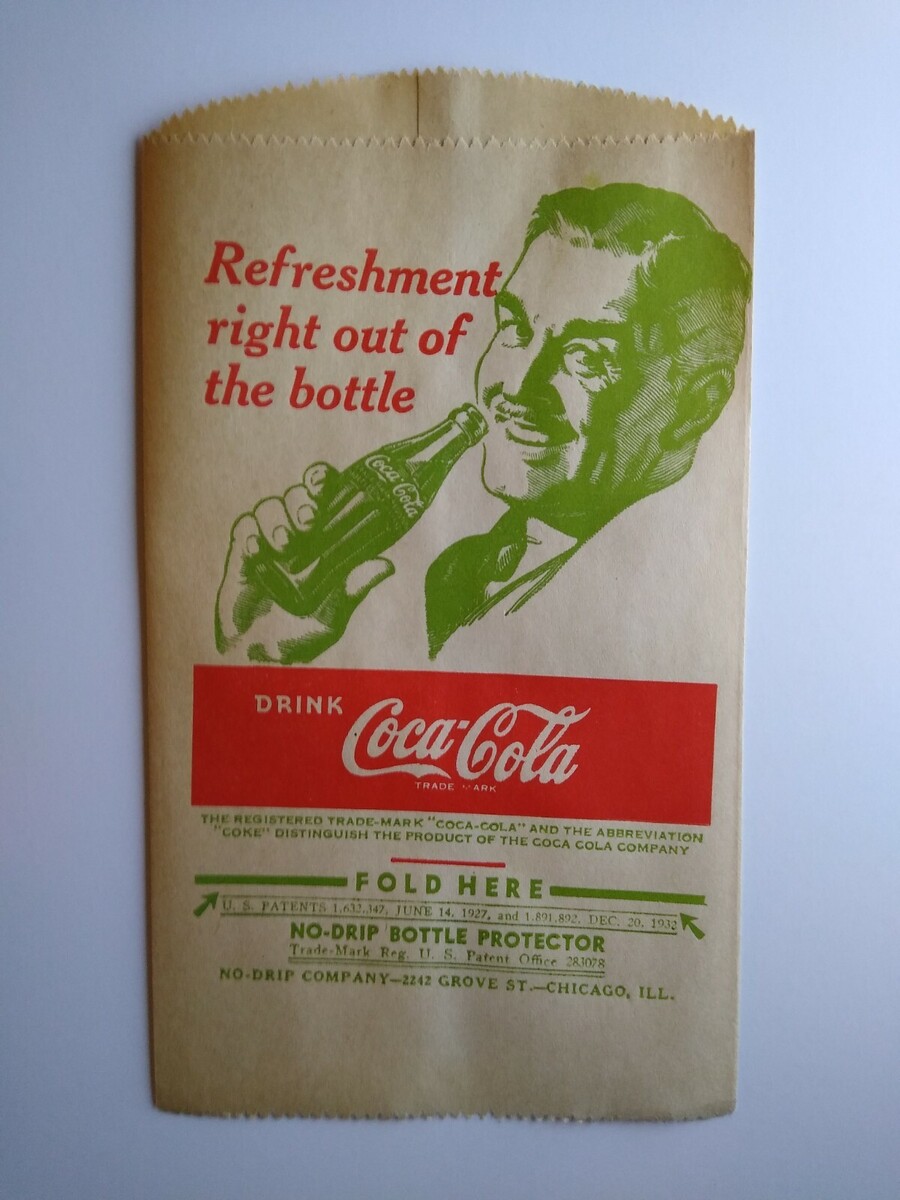 Refreshment
right out of
the bottle
Coca-Cola
DRINK Coca-Cola
TRADE MARK
THE REGISTERED TRADE-MARK "COCA-COLA" AND THE ABBREVIATION
"COKE" DISTINGUISH THE PRODUCT OF THE COCA COLA COMPANY
FOLD HERE
U. S. PATENTS 1,632,347, JUNE 14, 1927, and 1,891,892, DEC. 20, 1932
NO-DRIP BOTTLE PROTECTOR
Trade-Mark Reg. U. S. Patent Office 283078
NO-DRIP COMPANY—2242 GROVE ST.—CHICAGO, ILL.